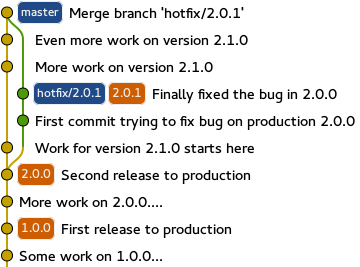 master Merge branch 'hotfix/2.0.1'
Even more work on version 2.1.0
More work on version 2.1.0
hotfix/2.0.1 2.0.1 Finally fixed the bug in 2.0.0
First commit trying to fix bug on production 2.0.0
Work for version 2.1.0 starts here
2.0.0 Second release to production
More work on 2.0.0....
1.0.0 First release to production
Some work on 1.0.0...